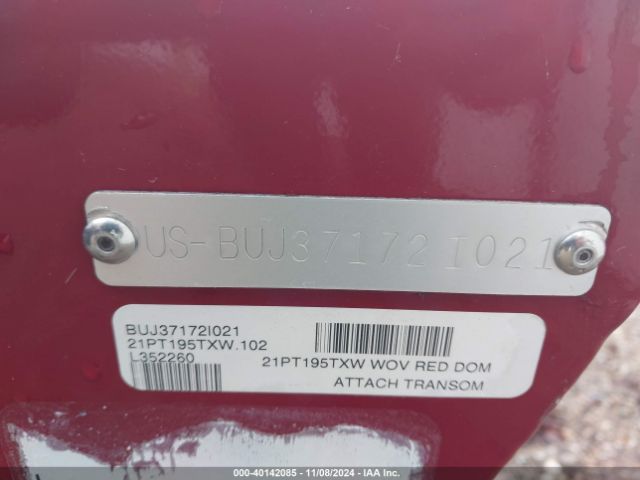 US-BUJ37172I021
BUJ37172I021
21PT195TXW.102
L352260
21PT195TXW WOV RED DOM
ATTACH TRANSOM
000-40142085 - 11/08/2024 - IAA Inc.